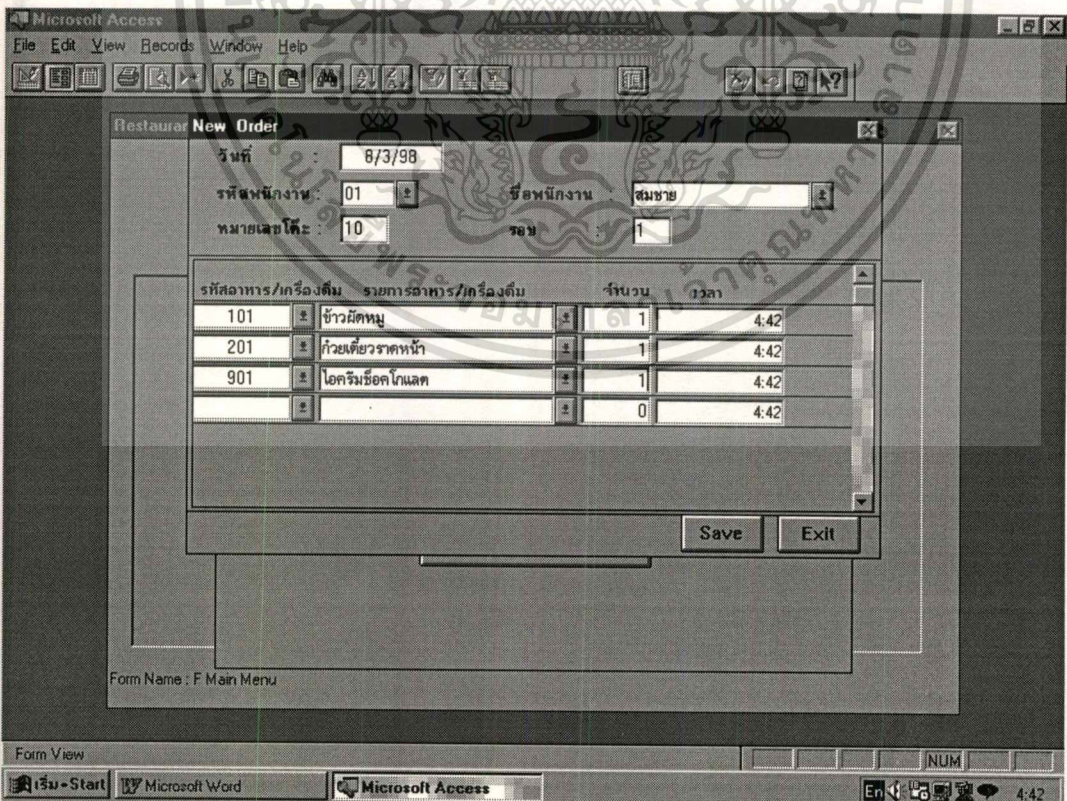 Microsoft Access
File Edit View Records Window Help
Restaurar New Order
วันที่ : 8/3/98
รหัสพนักงาน : 01 ชื่อพนักงาน สมชาย
หมายเลขโต๊ะ : 10 รอบ : 1
รหัสอาหาร/เครื่องดื่ม รายการอาหาร/เครื่องดื่ม จำนวน เวลา
101 ข้าวผัดหมู 1 4:42
201 ก๋วยเตี๋ยวราดหน้า 1 4:42
901 ไอครีมช็อคโกแลต 1 4:42
0 4:42
Save Exit
Form Name : F Main Menu
Form View NUM
เริ่ม-Start Microsoft Word Microsoft Access En 4:42